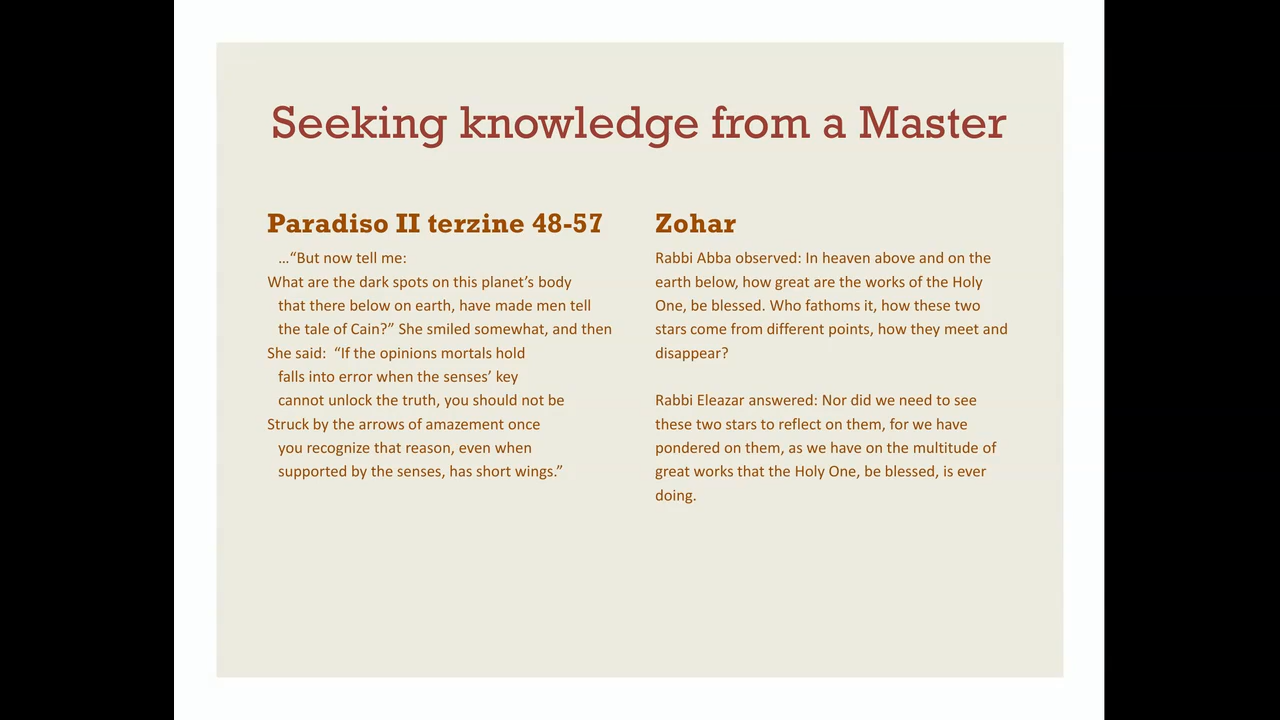 Seeking knowledge from a Master
Paradiso II terzine 48-57
…“But now tell me:
What are the dark spots on this planet’s body
that there below on earth, have made men tell
the tale of Cain?” She smiled somewhat, and then
She said:  “If the opinions mortals hold
falls into error when the senses’ key
cannot unlock the truth, you should not be
Struck by the arrows of amazement once
you recognize that reason, even when
supported by the senses, has short wings.”
Zohar
Rabbi Abba observed: In heaven above and on the
earth below, how great are the works of the Holy
One, be blessed. Who fathoms it, how these two
stars come from different points, how they meet and
disappear?
Rabbi Eleazar answered: Nor did we need to see
these two stars to reflect on them, for we have
pondered on them, as we have on the multitude of
great works that the Holy One, be blessed, is ever
doing.